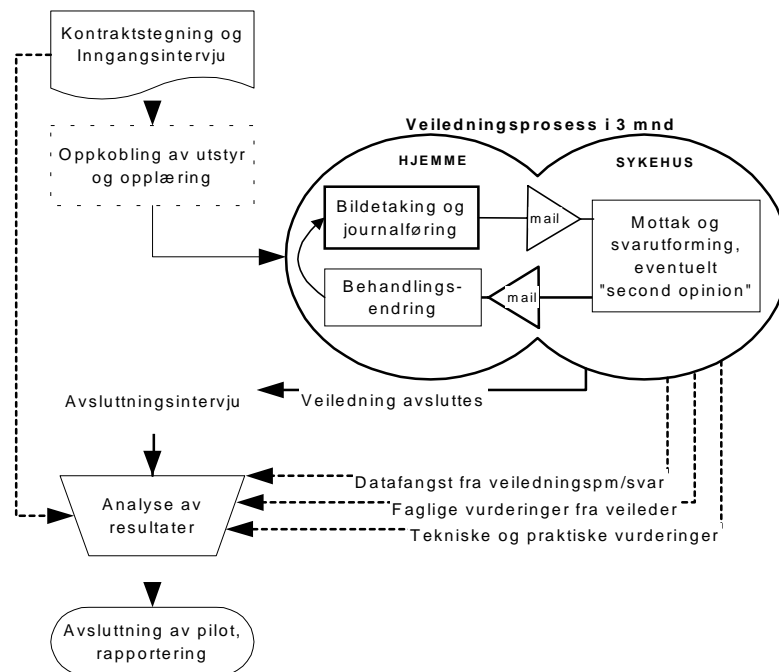 Kontraktstegning og
Inngangsintervju
Oppkobling av utstyr
og opplæring
Veiledningsprosess i 3 mnd
HJEMME
SYKEHUS
Bildetaking og
journalføring
mail
Mottak og
svarutforming,
eventuelt
"second opinion"
Behandlings-
endring
mail
Avsluttningsintervju
Veiledning avsluttes
Datafangst fra veiledningspm/svar
Analyse av
resultater
Faglige vurderinger fra veileder
Tekniske og praktiske vurderinger
Avsluttning av pilot,
rapportering